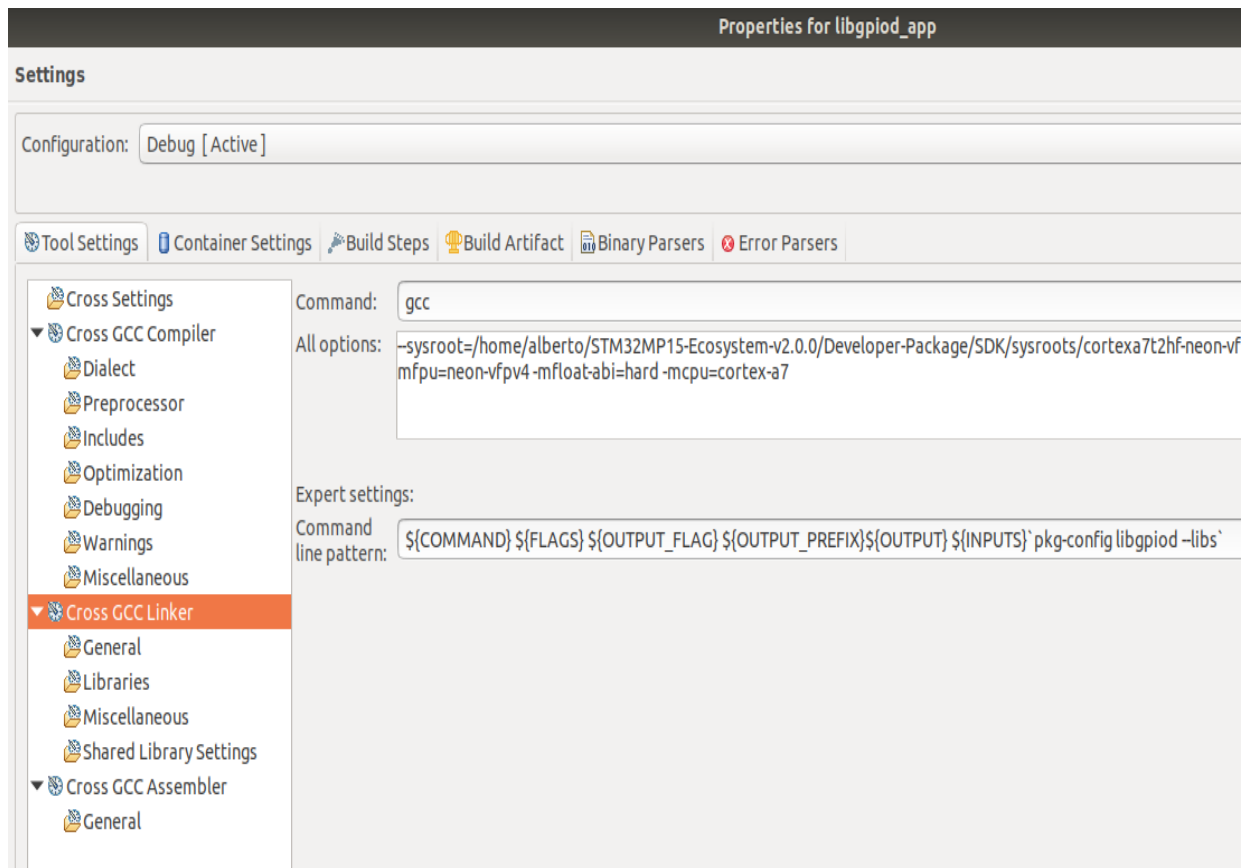 Properties for libgpiod_app
Settings
Configuration: Debug [ Active ]
Tool Settings Container Settings Build Steps Build Artifact Binary Parsers Error Parsers
Cross Settings
Cross GCC Compiler
Dialect
Preprocessor
Includes
Optimization
Debugging
Warnings
Miscellaneous
Cross GCC Linker
General
Libraries
Miscellaneous
Shared Library Settings
Cross GCC Assembler
General
Command: gcc
All options: --sysroot=/home/alberto/STM32MP15-Ecosystem-v2.0.0/Developer-Package/SDK/sysroots/cortexa7t2hf-neon-vf
mfpu=neon-vfpv4 -mfloat-abi=hard -mcpu=cortex-a7
Expert settings:
Command
line pattern: ${COMMAND} ${FLAGS} ${OUTPUT_FLAG} ${OUTPUT_PREFIX}${OUTPUT} ${INPUTS}`pkg-config libgpiod --libs`